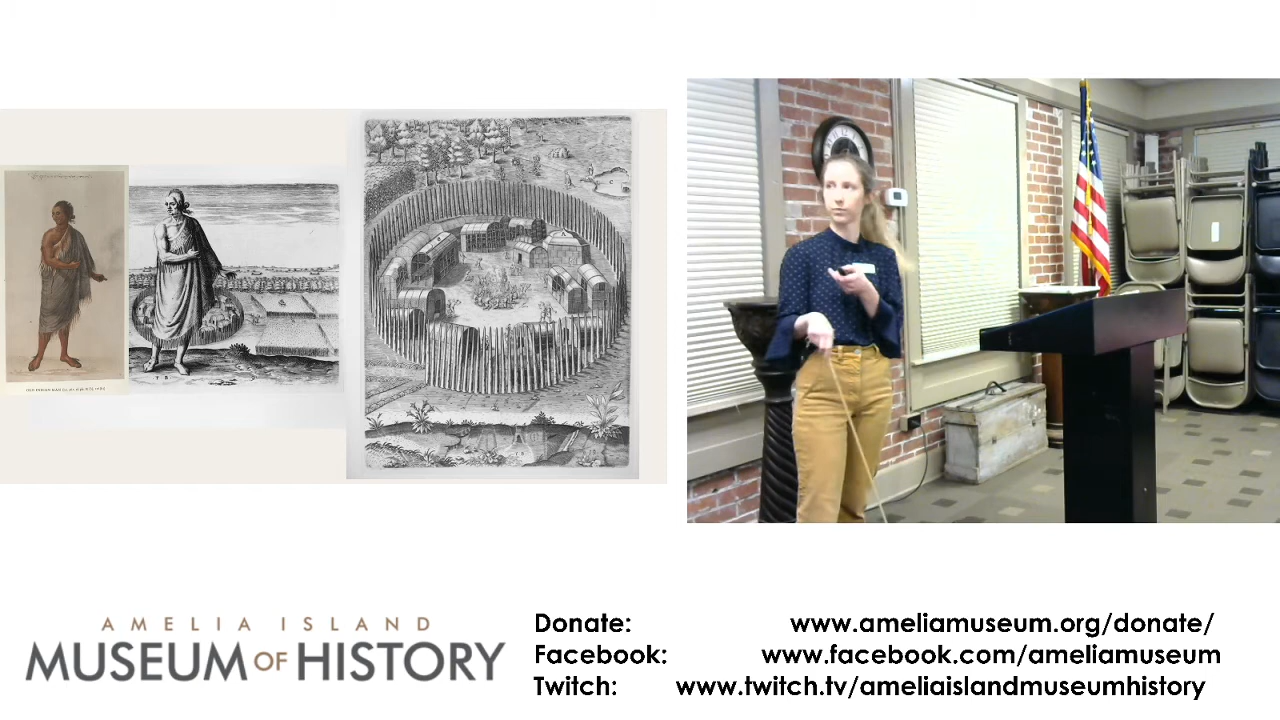 AMELIA ISLAND
MUSEUM OF HISTORY
Donate: www.ameliamuseum.org/donate/
Facebook: www.facebook.com/ameliamuseum
Twitch: www.twitch.tv/ameliaislandmuseumhistory